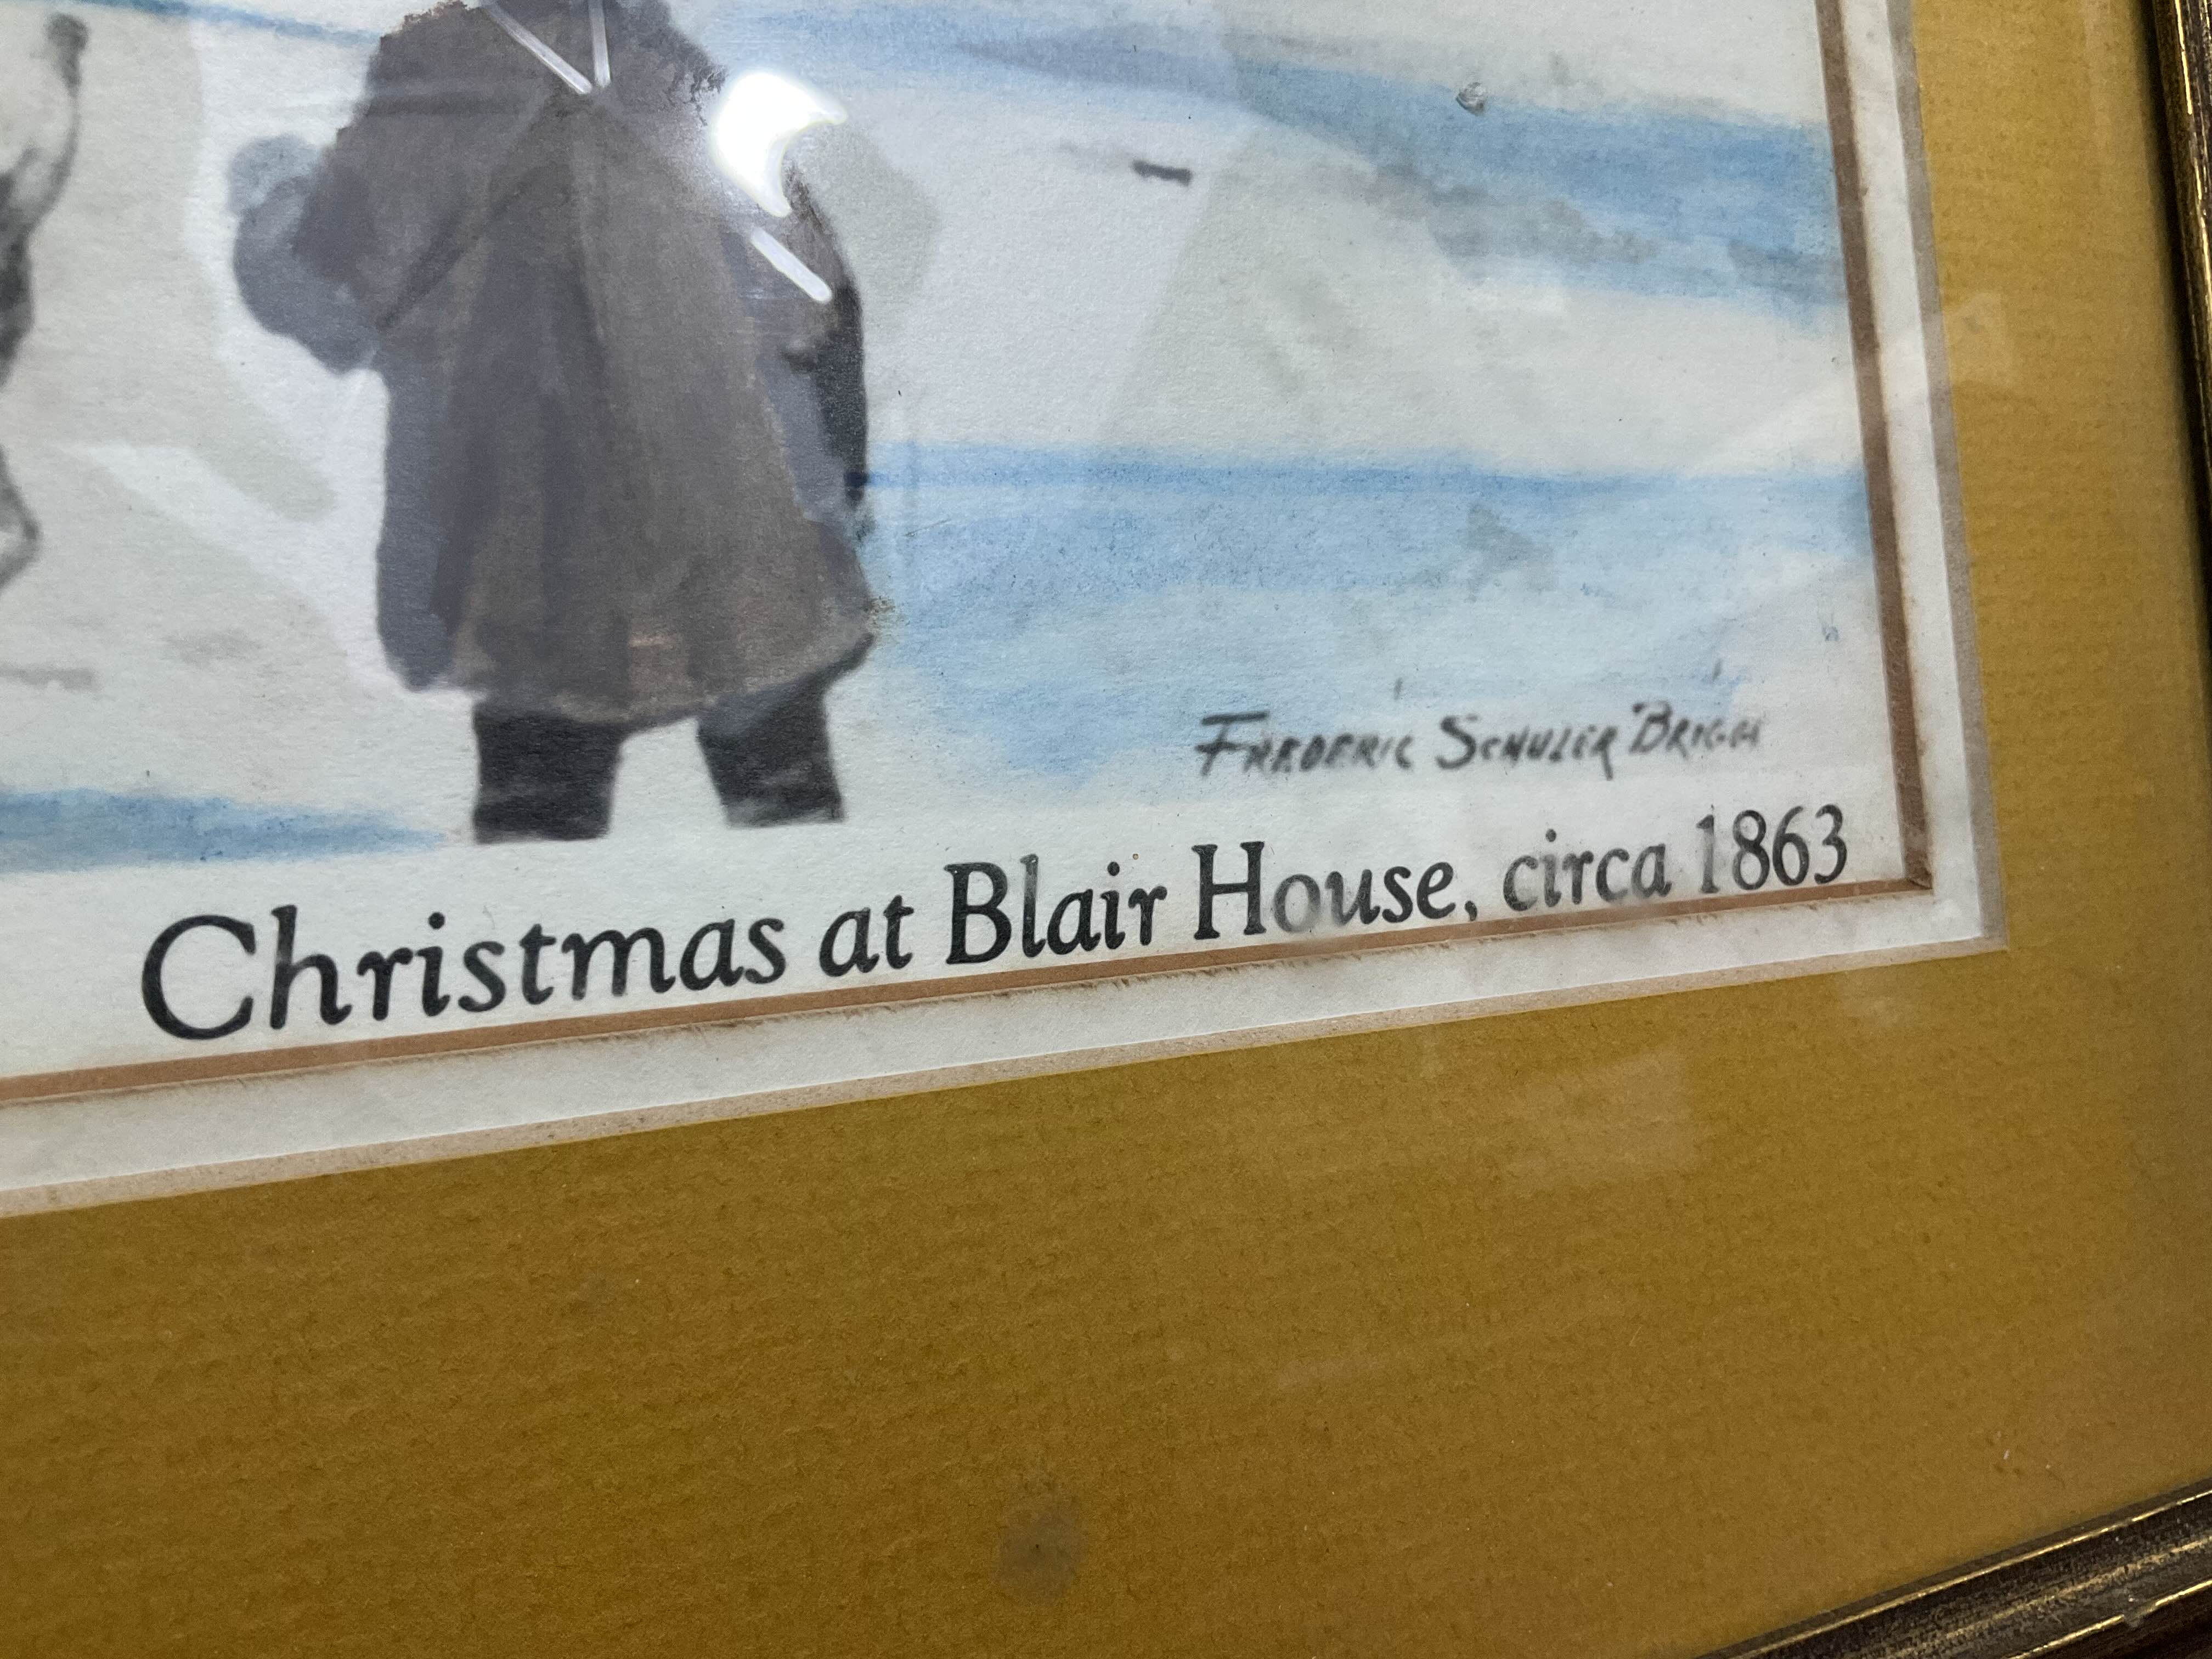 Frederic Schuler Briggs
Christmas at Blair House, circa 1863